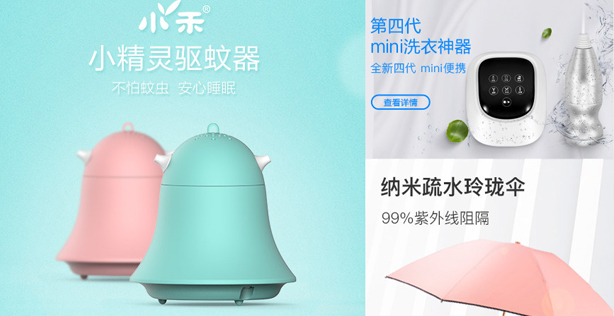 小禾®
小精灵驱蚊器
不怕蚊虫 安心睡眠
第四代
mini洗衣神器
全新四代 mini便携
查看详情
纳米疏水玲珑伞
99%紫外线阻隔